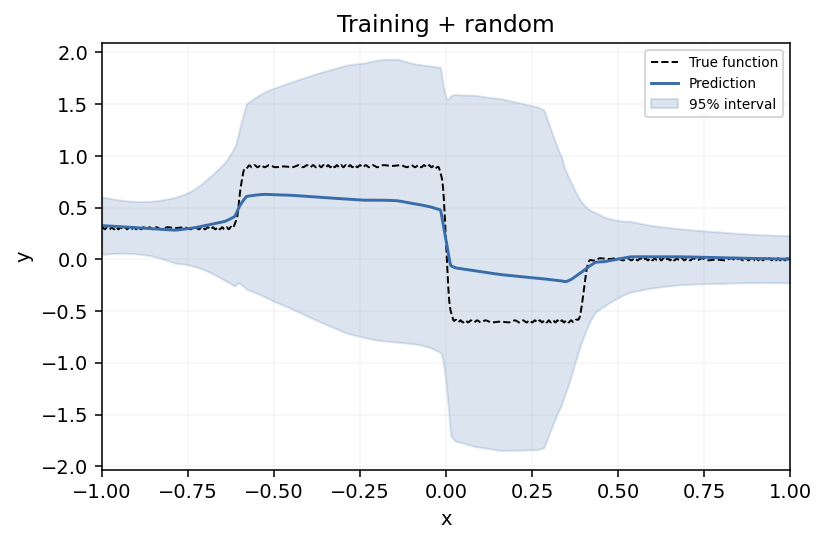 Training + random
2.0
1.5
1.0
0.5
0.0
−0.5
−1.0
−1.5
−2.0
y
True function
Prediction
95% interval
−1.00 −0.75 −0.50 −0.25 0.00 0.25 0.50 0.75 1.00
x